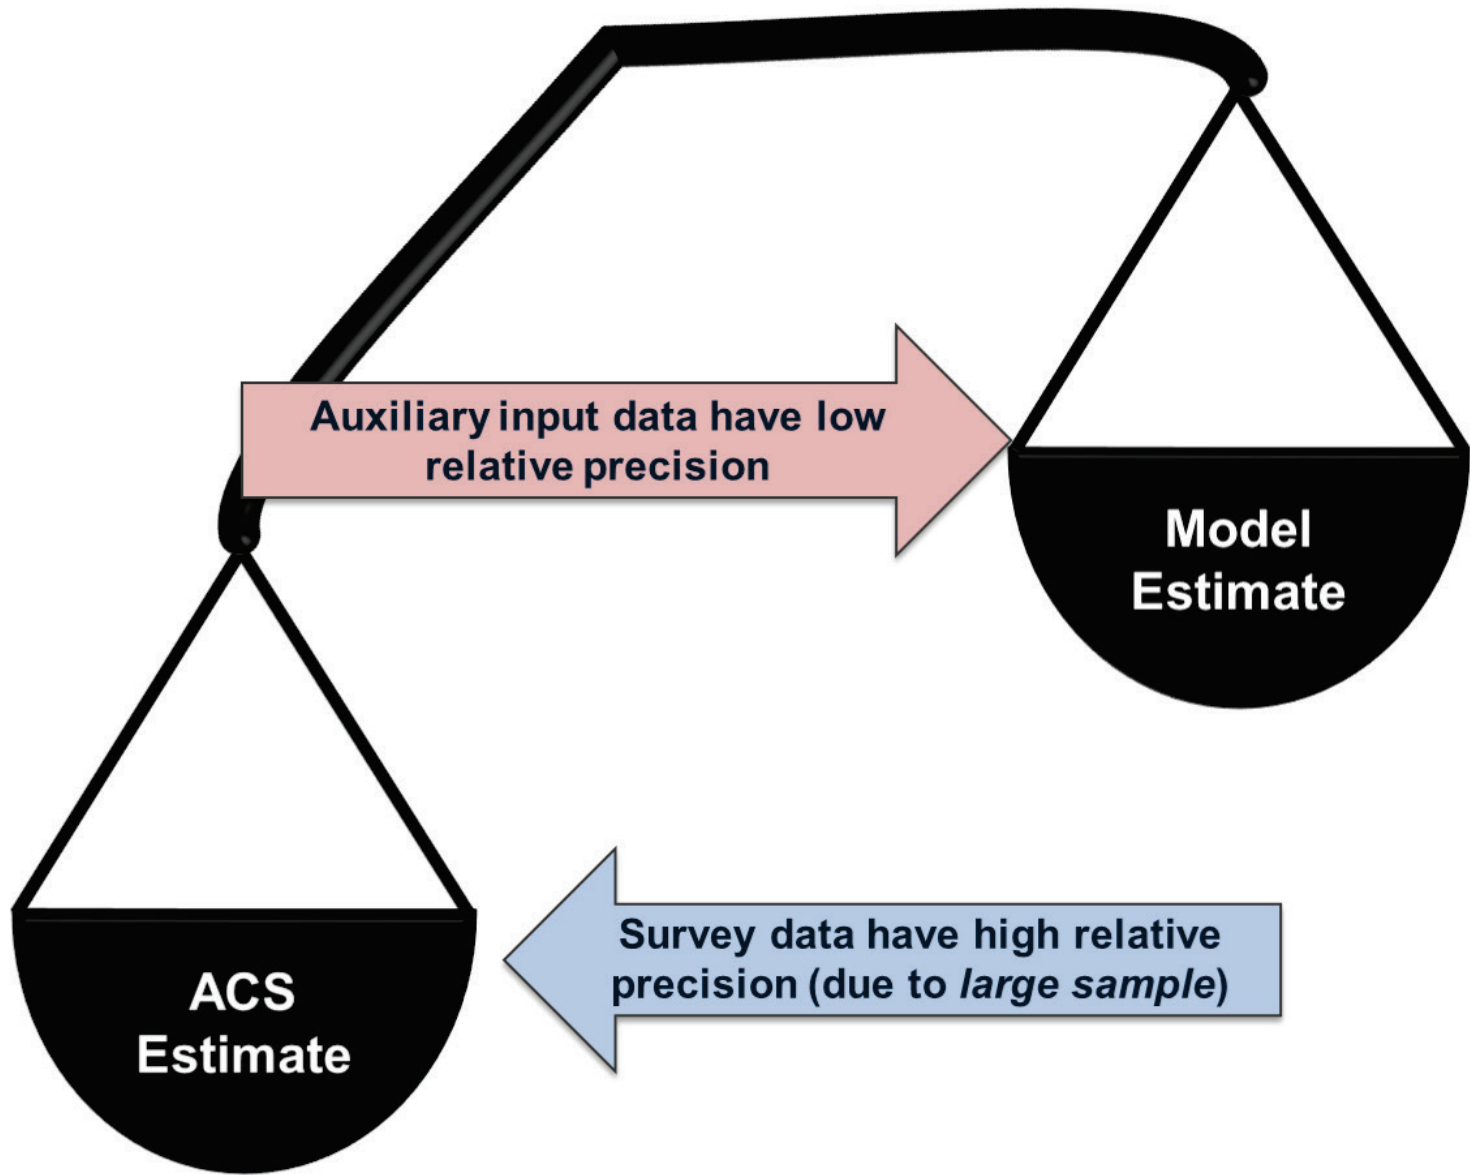 Auxiliary input data have low
relative precision
Model
Estimate
Survey data have high relative
precision (due to large sample)
ACS
Estimate